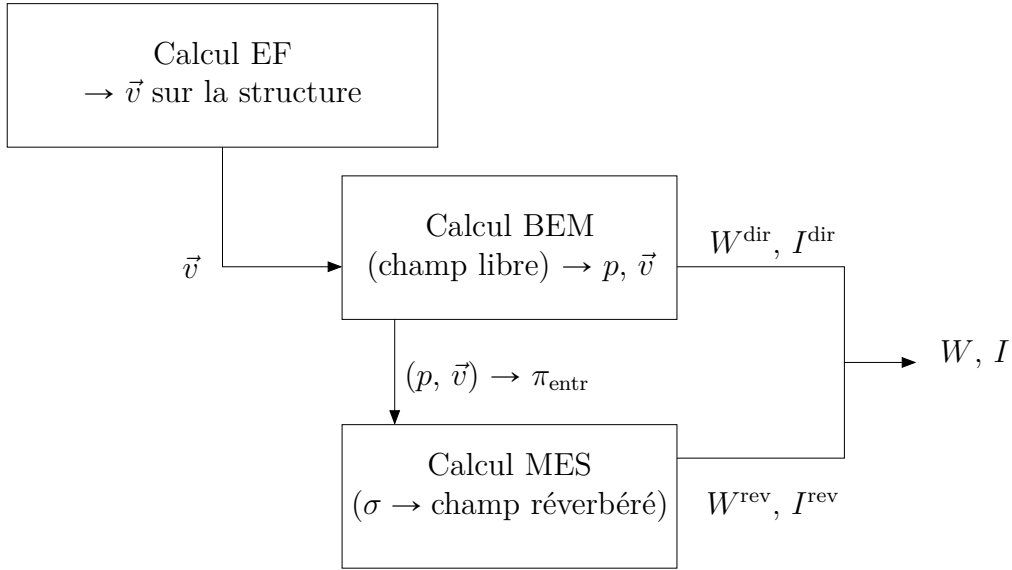 Calcul EF
→ v⃗ sur la structure
Calcul BEM
(champ libre) → p, v⃗
v⃗
W^dir, I^dir
(p, v⃗) → π_entr
W, I
Calcul MES
(σ → champ réverbéré)
W^rev, I^rev